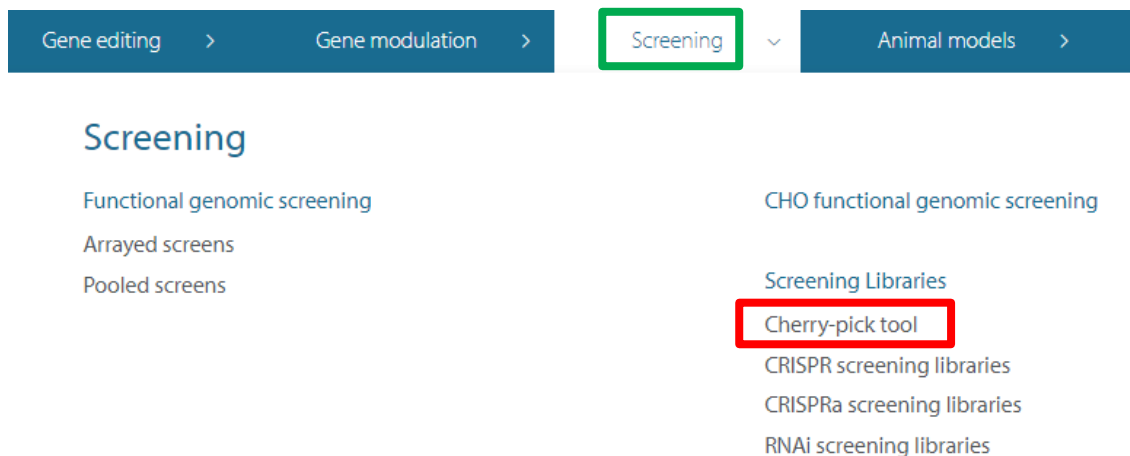 Gene editing > Gene modulation > Screening Animal models >
Screening
Functional genomic screening
Arrayed screens
Pooled screens
CHO functional genomic screening
Screening Libraries
Cherry-pick tool
CRISPR screening libraries
CRISPRa screening libraries
RNAi screening libraries